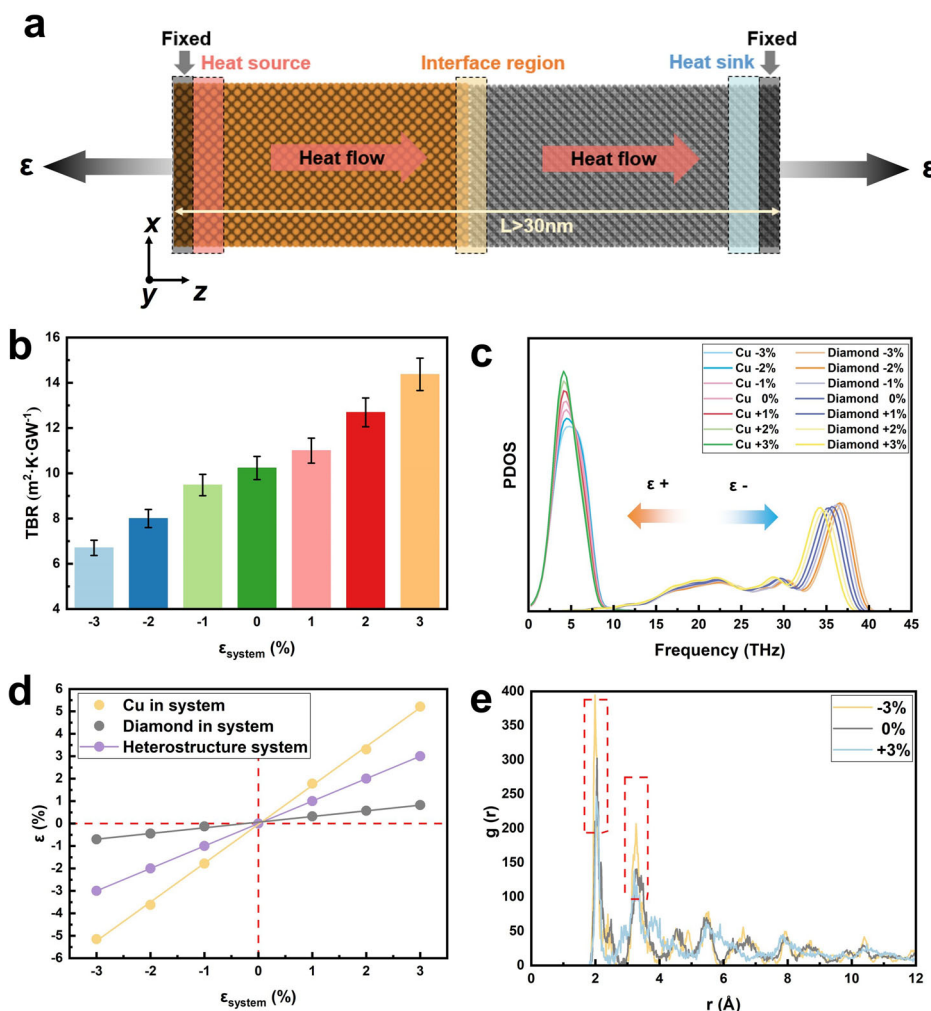 a
Fixed
Fixed
Heat source
Interface region
Heat sink
ε
Heat flow
Heat flow
ε
L>30nm
x
y
z
b
TBR (m²·K·GW⁻¹)
16
14
12
10
8
6
4
-3
-2
-1
0
1
2
3
ε_system (%)
c
PDOS
Cu -3%
Diamond -3%
Cu -2%
Diamond -2%
Cu -1%
Diamond -1%
Cu 0%
Diamond 0%
Cu +1%
Diamond +1%
Cu +2%
Diamond +2%
Cu +3%
Diamond +3%
ε +
ε -
0
5
10
15
20
25
30
35
40
45
Frequency (THz)
d
ε (%)
6
5
4
3
2
1
0
-1
-2
-3
-4
-5
-6
Cu in system
Diamond in system
Heterostructure system
-3
-2
-1
0
1
2
3
ε_system (%)
e
g (r)
400
350
300
250
200
150
100
50
0
-3%
0%
+3%
0
2
4
6
8
10
12
r (Å)